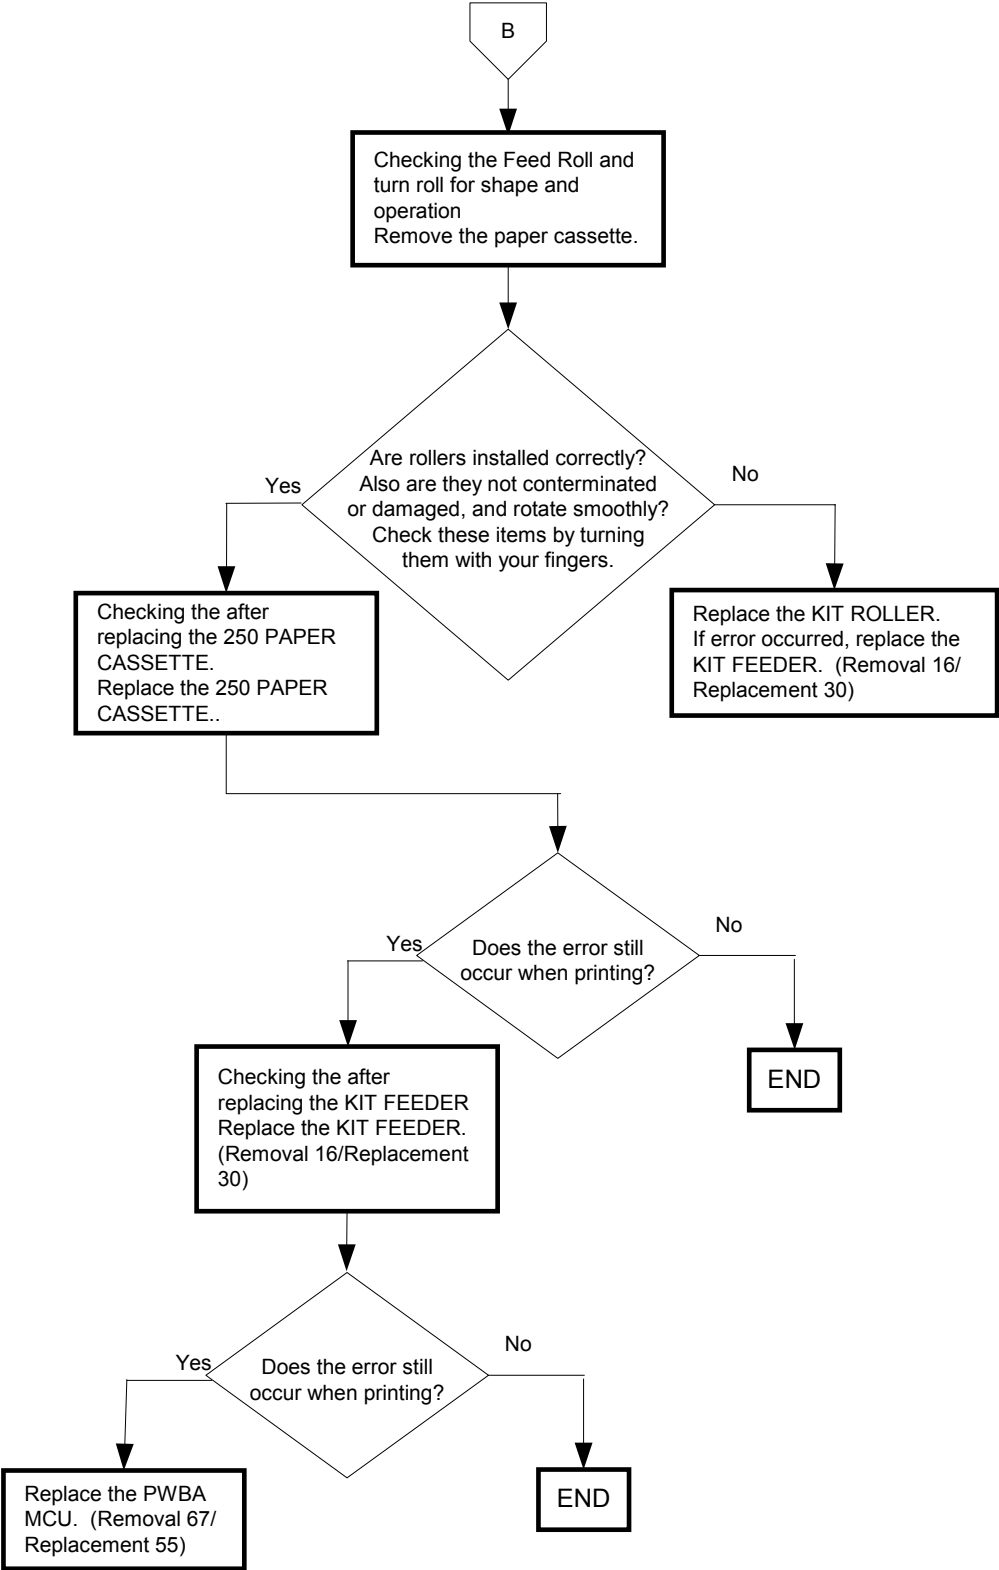 B
Checking the Feed Roll and
turn roll for shape and
operation
Remove the paper cassette.
Are rollers installed correctly?
Also are they not conterminated
or damaged, and rotate smoothly?
Check these items by turning
them with your fingers.
Yes
No
Checking the after
replacing the 250 PAPER
CASSETTE.
Replace the 250 PAPER
CASSETTE..
Replace the KIT ROLLER.
If error occurred, replace the
KIT FEEDER.  (Removal 16/
Replacement 30)
Does the error still
occur when printing?
Yes
No
Checking the after
replacing the KIT FEEDER
Replace the KIT FEEDER.
(Removal 16/Replacement
30)
END
Does the error still
occur when printing?
Yes
No
Replace the PWBA
MCU.  (Removal 67/
Replacement 55)
END